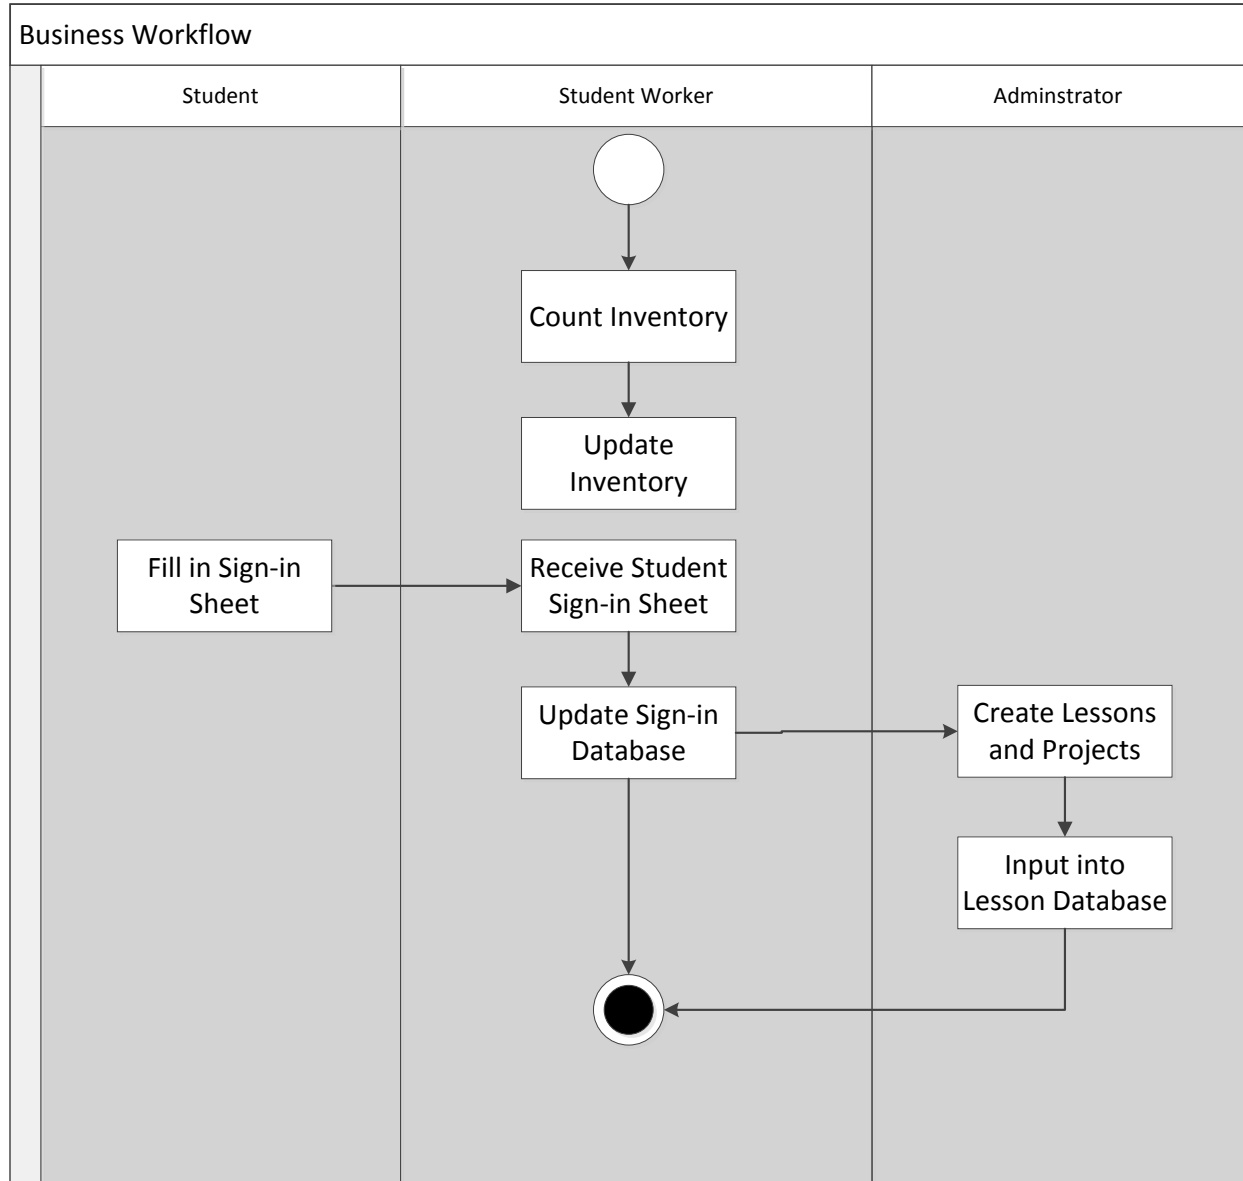 Business Workflow
Student
Student Worker
Adminstrator
Count Inventory
Update
Inventory
Fill in Sign-in
Sheet
Receive Student
Sign-in Sheet
Update Sign-in
Database
Create Lessons
and Projects
Input into
Lesson Database